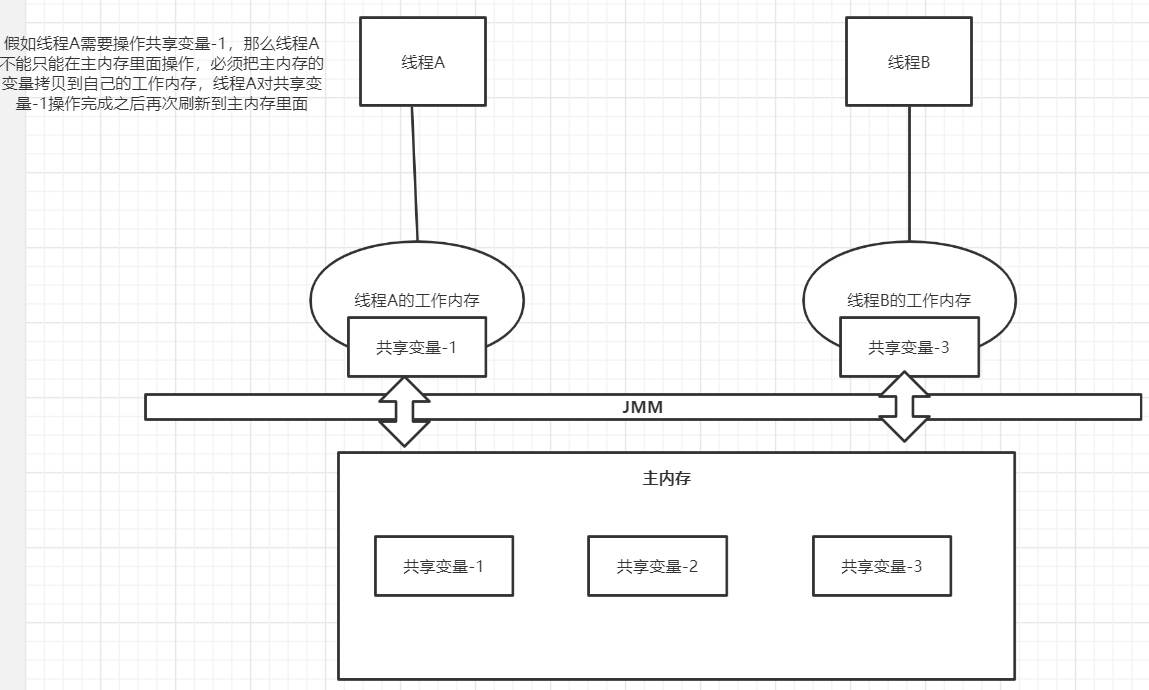 假如线程A需要操作共享变量-1，那么线程A
不能只能在主内存里面操作，必须把主内存的
变量拷贝到自己的工作内存，线程A对共享变
量-1操作完成之后再次刷新到主内存里面
线程A
线程B
线程A的工作内存
线程B的工作内存
共享变量-1
共享变量-3
JMM
主内存
共享变量-1
共享变量-2
共享变量-3